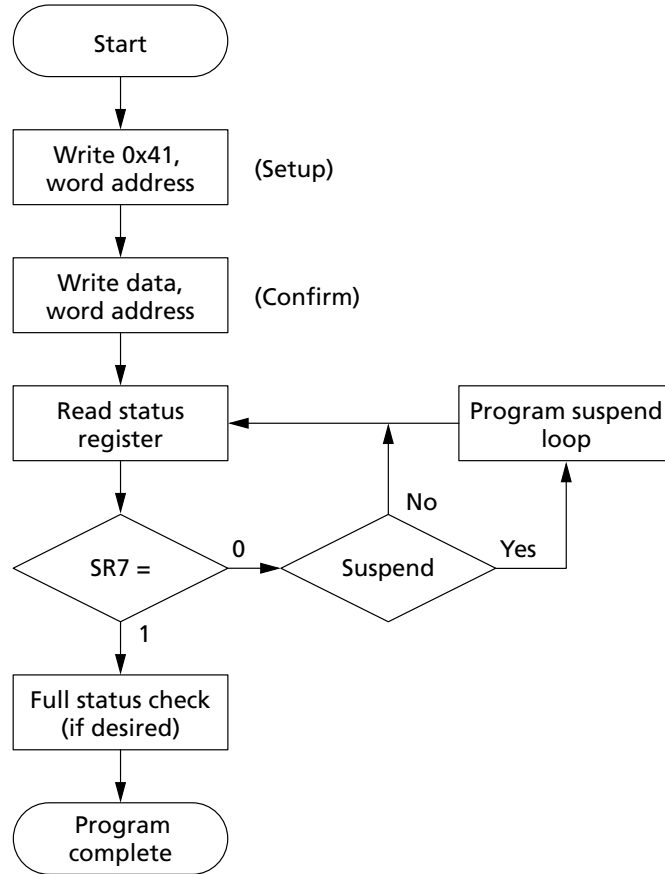 Start
Write 0x41,
word address
(Setup)
Write data,
word address
(Confirm)
Read status
register
Program suspend
loop
No
SR7 =
0
Suspend
Yes
1
Full status check
(if desired)
Program
complete